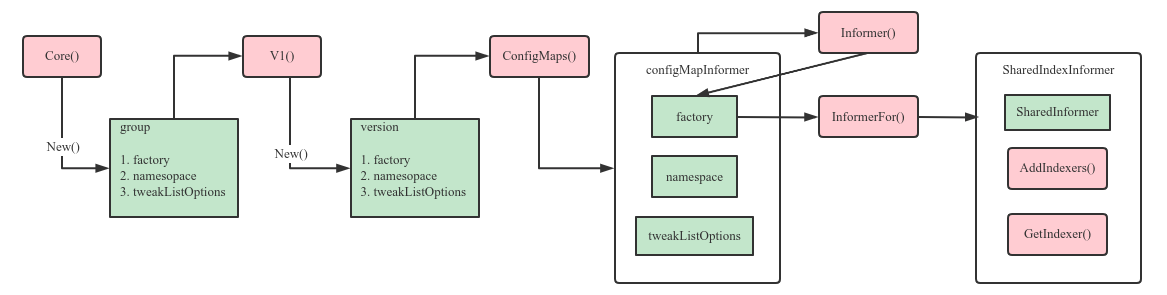 Core()
New()
group
1. factory
2. namesopace
3. tweakListOptions
V1()
New()
version
1. factory
2. namesopace
3. tweakListOptions
ConfigMaps()
configMapInformer
factory
namespace
tweakListOptions
Informer()
InformerFor()
SharedIndexInformer
SharedInformer
AddIndexers()
GetIndexer()